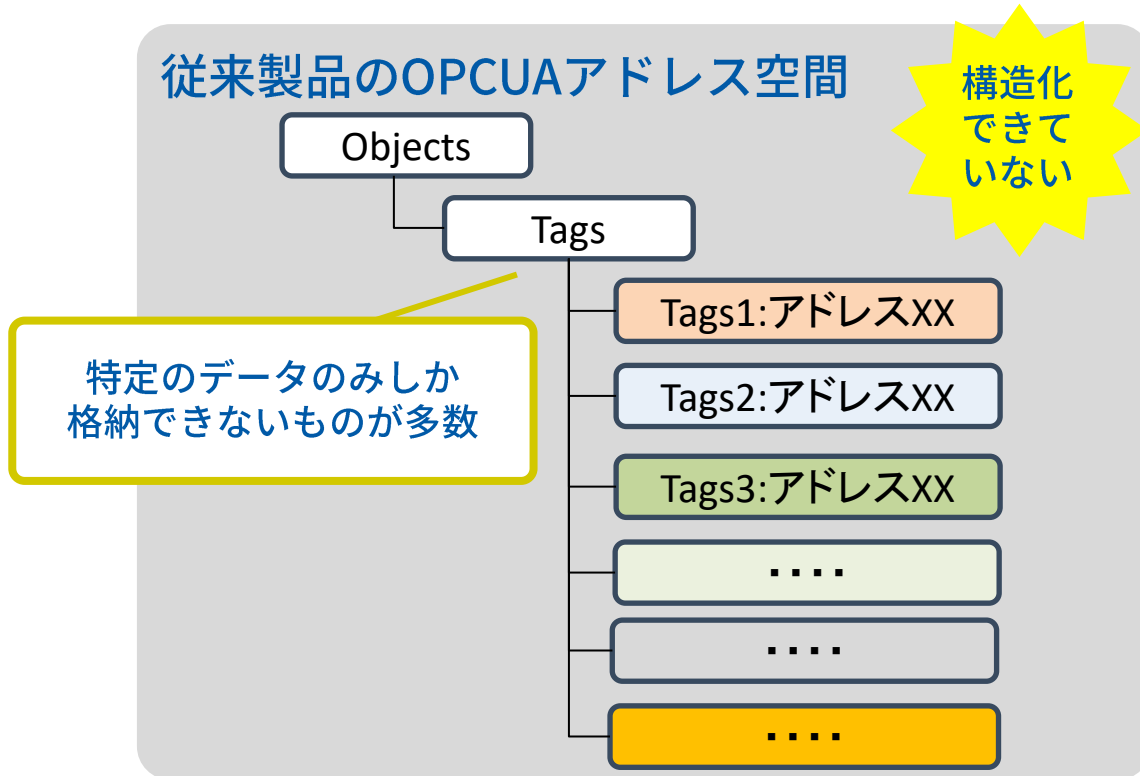 従来製品のOPCUAアドレス空間
構造化
できて
いない
Objects
Tags
特定のデータのみしか
格納できないものが多数
Tags1:アドレスXX
Tags2:アドレスXX
Tags3:アドレスXX
････
････
････